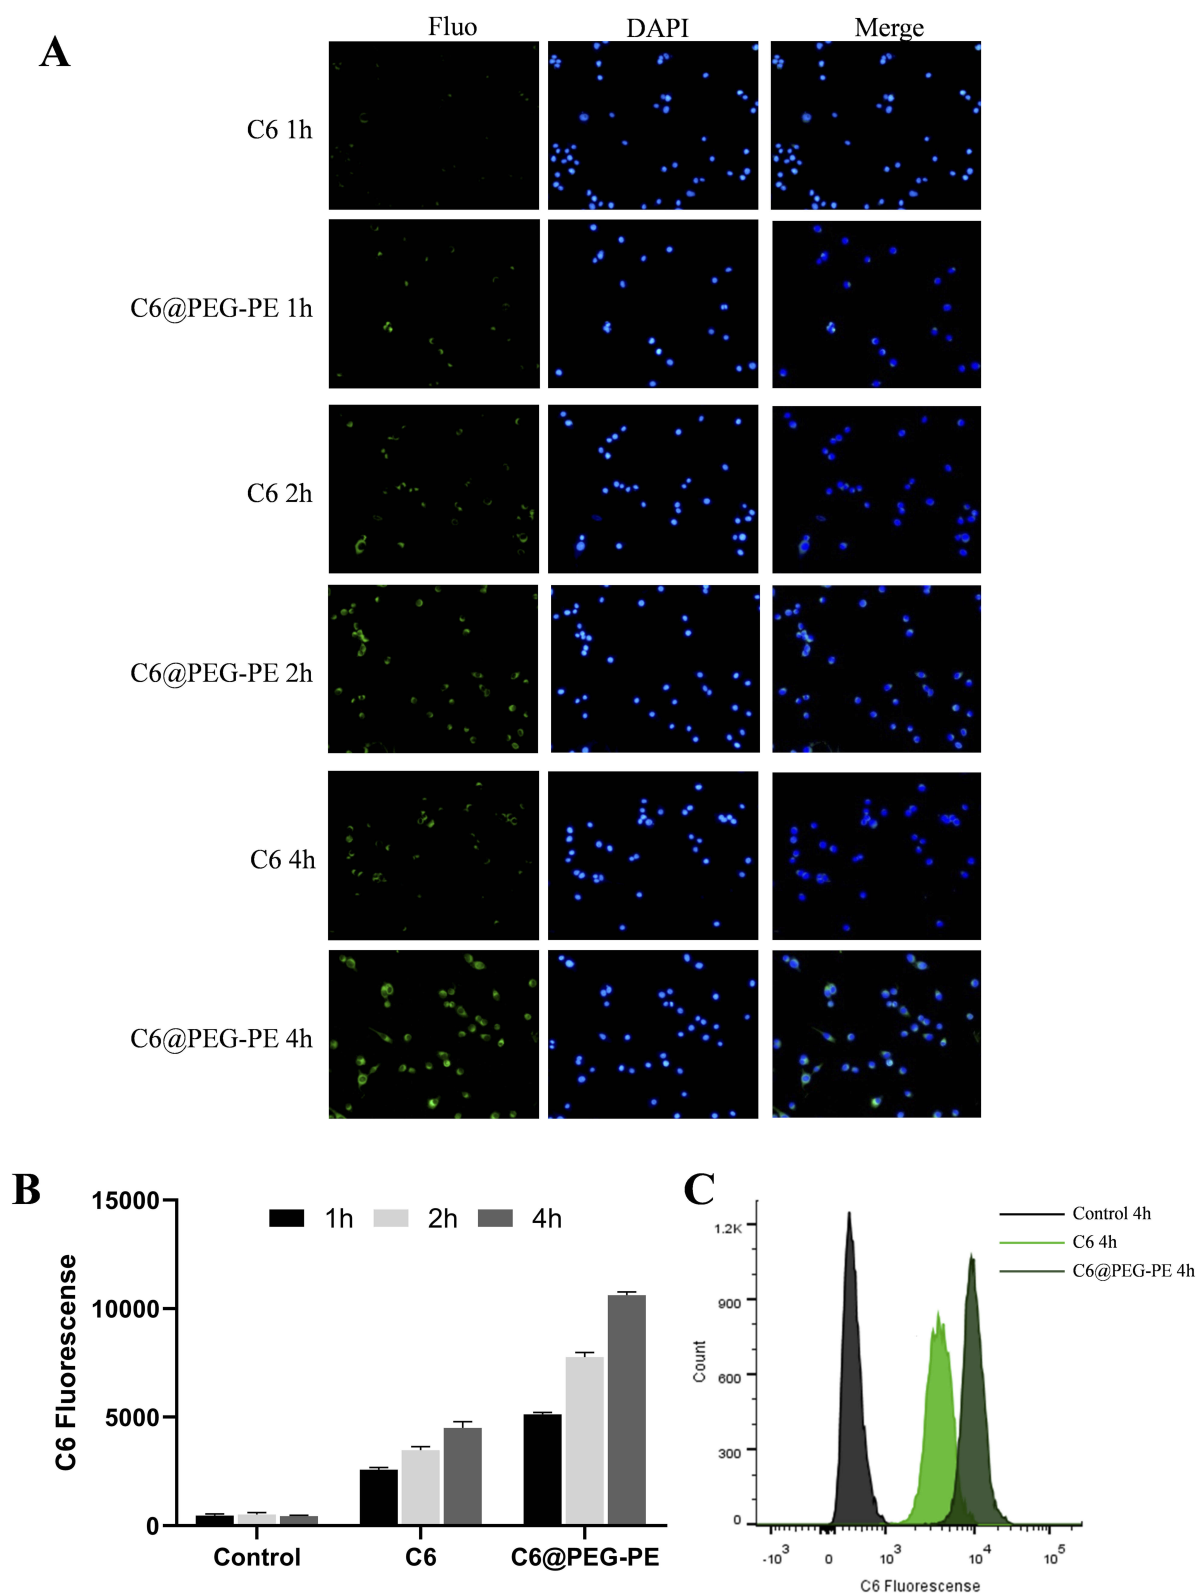 A
Fluo DAPI Merge
C6 1h
C6@PEG-PE 1h
C6 2h
C6@PEG-PE 2h
C6 4h
C6@PEG-PE 4h
B
C6 Fluorescense
15000
10000
5000
0
1h 2h 4h
Control C6 C6@PEG-PE
C
Count
1.2K
900
600
300
0
Control 4h
C6 4h
C6@PEG-PE 4h
-10^3 0 10^3 10^4 10^5
C6 Fluorescense